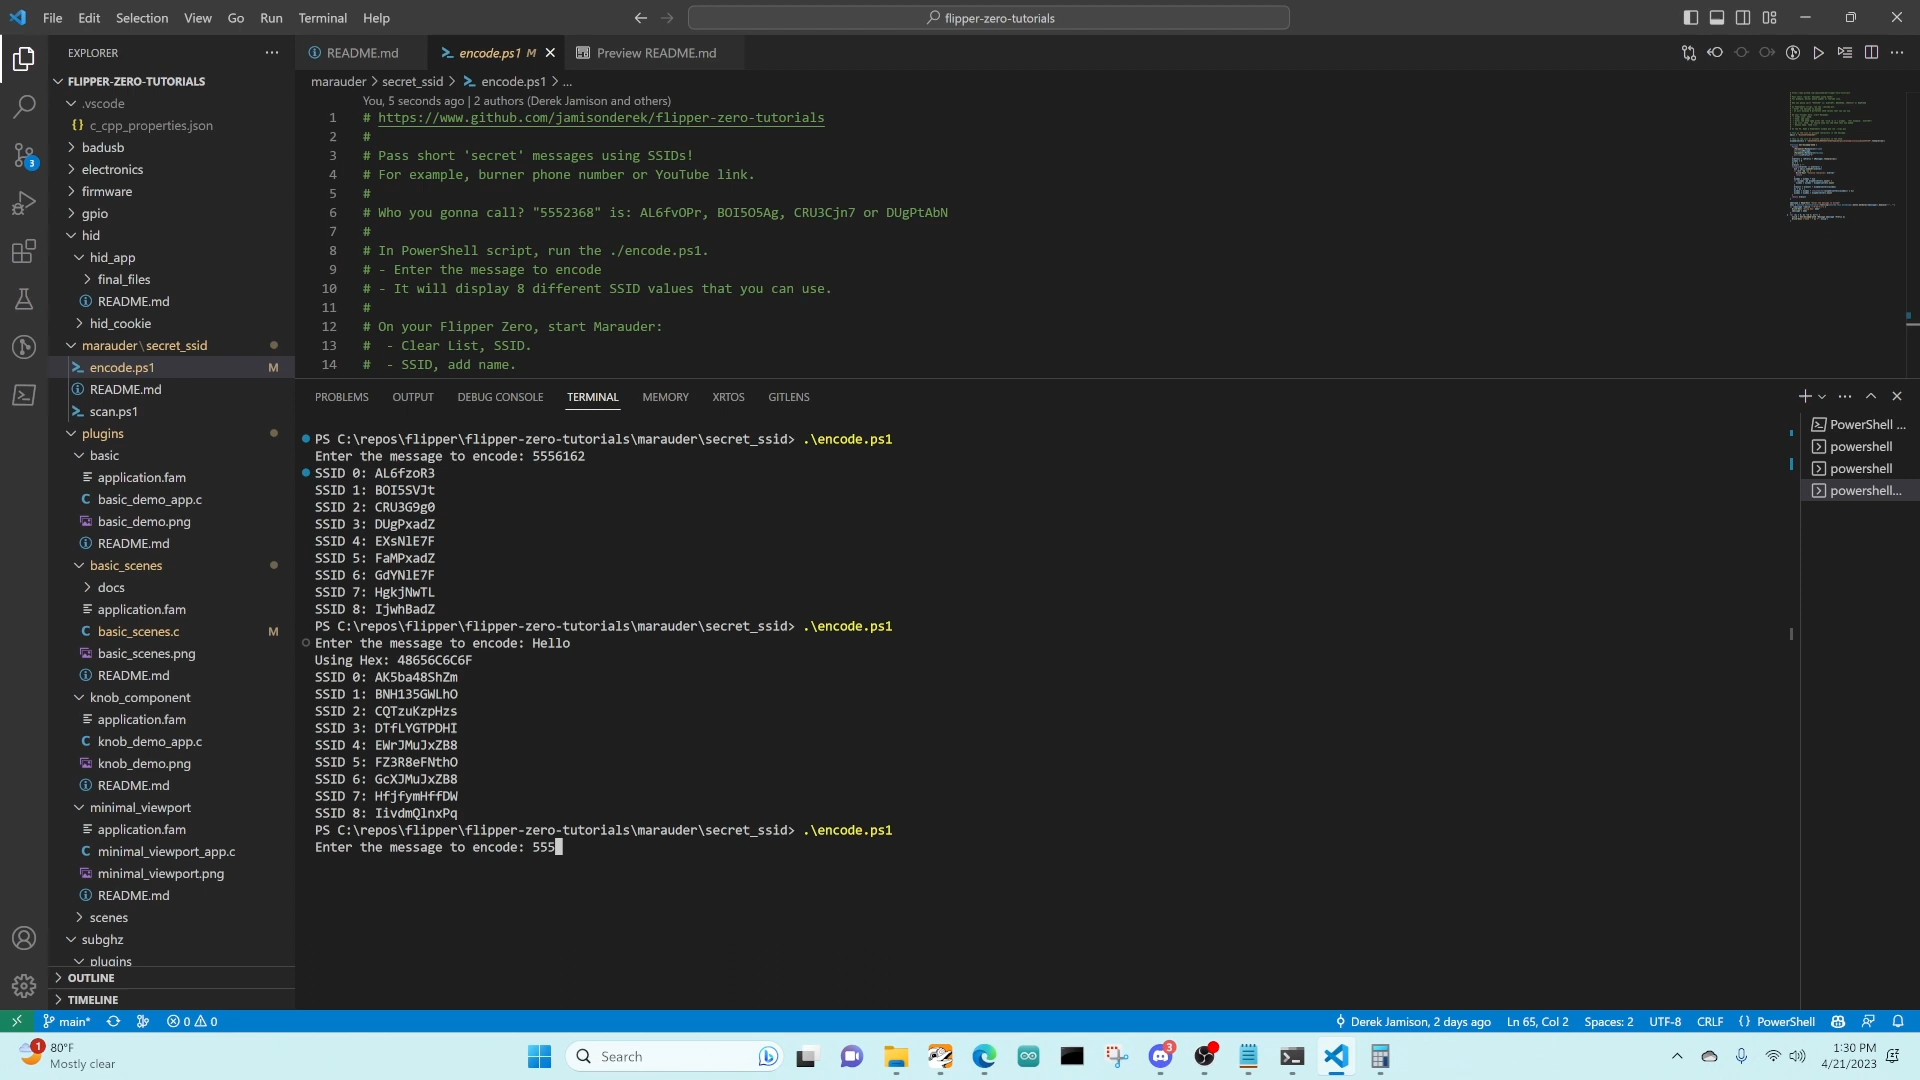 File Edit Selection View Go Run Terminal Help
flipper-zero-tutorials
EXPLORER
README.md
encode.ps1 M
Preview README.md
FLIPPER-ZERO-TUTORIALS
marauder > secret_ssid > encode.ps1 > ...
.vscode
c_cpp_properties.json
badusb
electronics
firmware
gpio
hid
hid_app
final_files
README.md
hid_cookie
marauder\secret_ssid
encode.ps1 M
README.md
scan.ps1
plugins
basic
application.fam
basic_demo_app.c
basic_demo.png
README.md
basic_scenes
docs
application.fam
basic_scenes.c M
basic_scenes.png
README.md
knob_component
application.fam
knob_demo_app.c
knob_demo.png
README.md
minimal_viewport
application.fam
minimal_viewport_app.c
minimal_viewport.png
README.md
scenes
subghz
plugins
OUTLINE
TIMELINE
3
You, 5 seconds ago | 2 authors (Derek Jamison and others)
1 # https://www.github.com/jamisonderek/flipper-zero-tutorials
2 #
3 # Pass short 'secret' messages using SSIDs!
4 # For example, burner phone number or YouTube link.
5 #
6 # Who you gonna call? "5552368" is: AL6fvOPr, BOI5O5Ag, CRU3Cjn7 or DUgPtAbN
7 #
8 # In PowerShell script, run the ./encode.ps1.
9 # - Enter the message to encode
10 # - It will display 8 different SSID values that you can use.
11 #
12 # On your Flipper Zero, start Marauder:
13 #  - Clear List, SSID.
14 #  - SSID, add name.
PROBLEMS OUTPUT DEBUG CONSOLE TERMINAL MEMORY XRTOS GITLENS
PS C:\repos\flipper\flipper-zero-tutorials\marauder\secret_ssid> .\encode.ps1
Enter the message to encode: 5556162
SSID 0: AL6fzoR3
SSID 1: BOI5SVJt
SSID 2: CRU3G9g0
SSID 3: DUgPxadZ
SSID 4: EXsNlE7F
SSID 5: FaMPxadZ
SSID 6: GdYNlE7F
SSID 7: HgkjNwTL
SSID 8: IjwhBadZ
PS C:\repos\flipper\flipper-zero-tutorials\marauder\secret_ssid> .\encode.ps1
Enter the message to encode: Hello
Using Hex: 48656C6C6F
SSID 0: AK5ba48ShZm
SSID 1: BNH135GWLhO
SSID 2: CQTzuKzpHzs
SSID 3: DTfLYGTPDHI
SSID 4: EWrJMuJxZB8
SSID 5: FZ3R8eFNthO
SSID 6: GcXJMuJxZB8
SSID 7: HfjfymHffDW
SSID 8: IivdmQlnxPq
PS C:\repos\flipper\flipper-zero-tutorials\marauder\secret_ssid> .\encode.ps1
Enter the message to encode: 555
PowerShell ...
powershell
powershell
powershell...
main* 0 0
Derek Jamison, 2 days ago Ln 65, Col 2 Spaces: 2 UTF-8 CRLF PowerShell
1
80°F
Mostly clear
Search
3
1:30 PM
4/21/2023